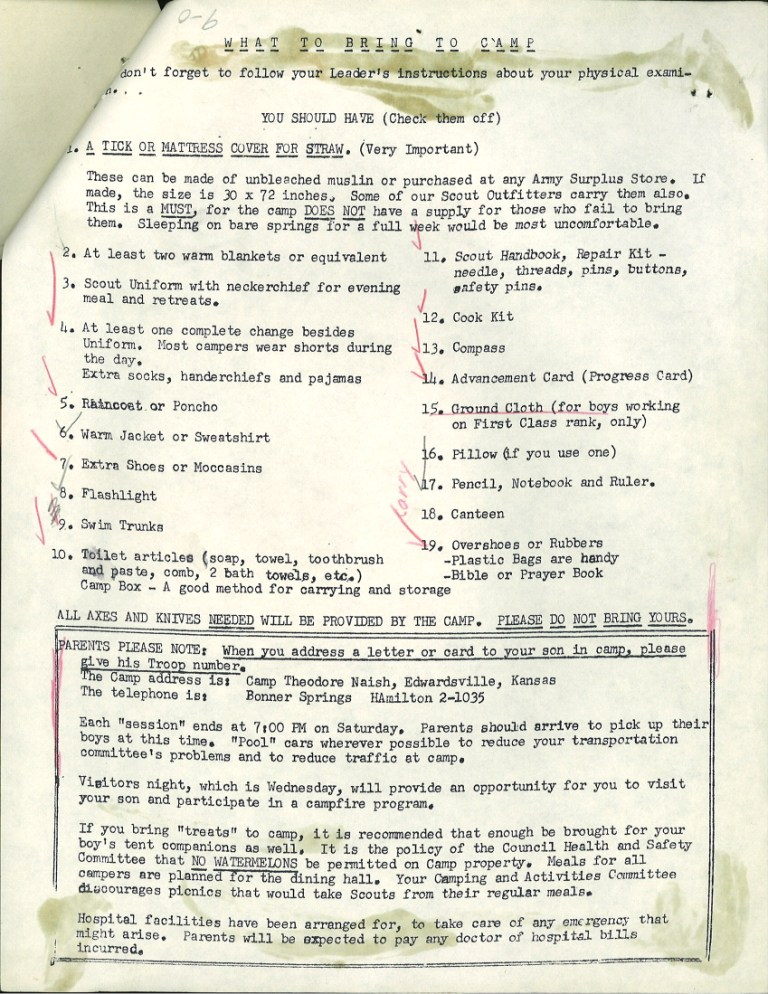 0-9
WHAT TO BRING TO CAMP
don't forget to follow your Leader's instructions about your physical exami-
n. . .
YOU SHOULD HAVE (Check them off)
1. A TICK OR MATTRESS COVER FOR STRAW. (Very Important)
These can be made of unbleached muslin or purchased at any Army Surplus Store. If
made, the size is 30 x 72 inches. Some of our Scout Outfitters carry them also.
This is a MUST, for the camp DOES NOT have a supply for those who fail to bring
them. Sleeping on bare springs for a full week would be most uncomfortable.
2. At least two warm blankets or equivalent
3. Scout Uniform with neckerchief for evening
meal and retreats.
4. At least one complete change besides
Uniform. Most campers wear shorts during
the day.
Extra socks, handerchiefs and pajamas
5. Raincoat or Poncho
6. Warm Jacket or Sweatshirt
7. Extra Shoes or Moccasins
8. Flashlight
9. Swim Trunks
10. Toilet articles (soap, towel, toothbrush
and paste, comb, 2 bath towels, etc.)
Camp Box - A good method for carrying and storage
11. Scout Handbook, Repair Kit -
needle, threads, pins, buttons,
safety pins.
12. Cook Kit
13. Compass
14. Advancement Card (Progress Card)
15. Ground Cloth (for boys working
on First Class rank, only)
16. Pillow (if you use one)
17. Pencil, Notebook and Ruler.
18. Canteen
19. Overshoes or Rubbers
-Plastic Bags are handy
-Bible or Prayer Book
ALL AXES AND KNIVES NEEDED WILL BE PROVIDED BY THE CAMP. PLEASE DO NOT BRING YOURS.
PARENTS PLEASE NOTE: When you address a letter or card to your son in camp, please
give his Troop number.
The Camp address is: Camp Theodore Naish, Edwardsville, Kansas
The telephone is: Bonner Springs HAmilton 2-1035
Each "session" ends at 7:00 PM on Saturday. Parents should arrive to pick up their
boys at this time. "Pool" cars wherever possible to reduce your transportation
committee's problems and to reduce traffic at camp.
Visitors night, which is Wednesday, will provide an opportunity for you to visit
your son and participate in a campfire program.
If you bring "treats" to camp, it is recommended that enough be brought for your
boy's tent companions as well. It is the policy of the Council Health and Safety
Committee that NO WATERMELONS be permitted on Camp property. Meals for all
campers are planned for the dining hall. Your Camping and Activities Committee
discourages picnics that would take Scouts from their regular meals.
Hospital facilities have been arranged for, to take care of any emergency that
might arise. Parents will be expected to pay any doctor of hospital bills
incurred.